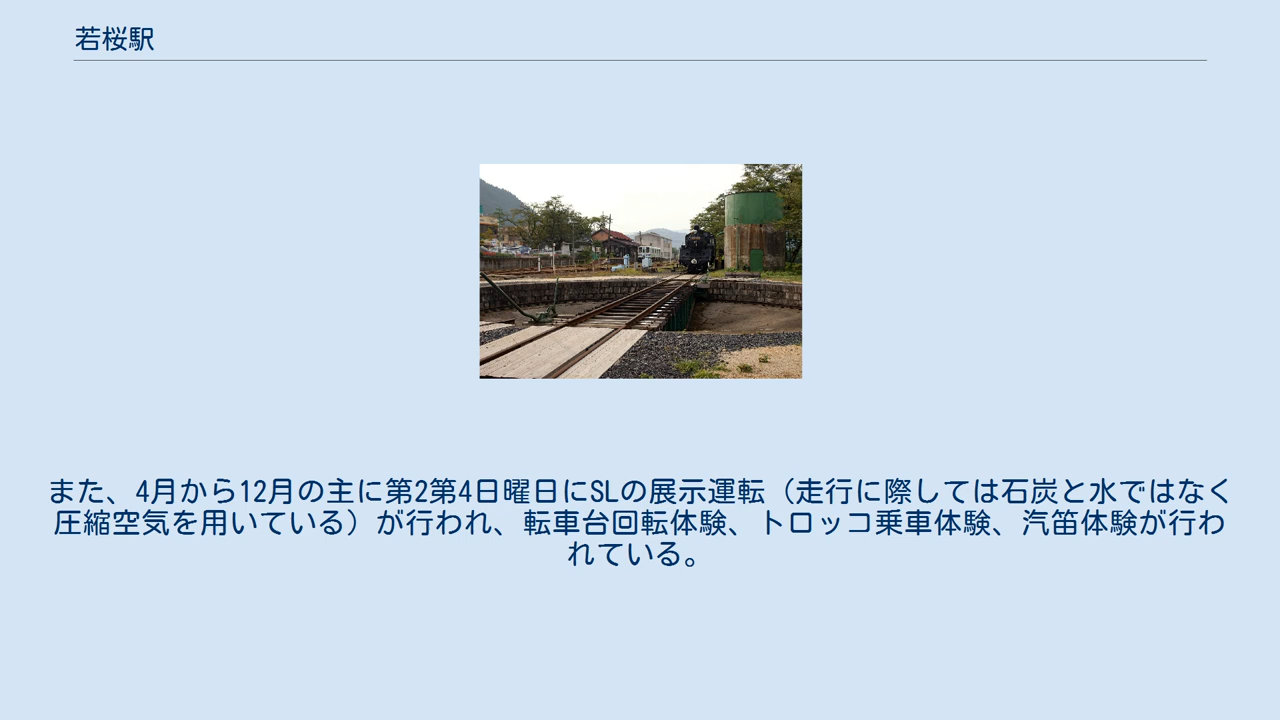 若桜駅
また、4月から12月の主に第2第4日曜日にSLの展示運転（走行に際しては石炭と水ではなく
圧縮空気を用いている）が行われ、転車台回転体験、トロッコ乗車体験、汽笛体験が行わ
れている。